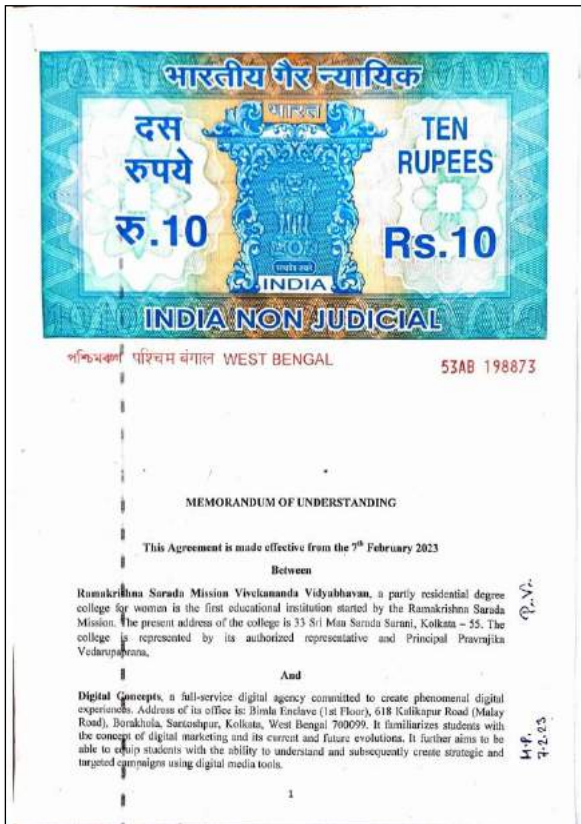 भारतीय गैर न्यायिक
भारत
दस
रुपये
रु.10
TEN
RUPEES
Rs.10
सत्यमेव जयते
INDIA
INDIA NON JUDICIAL
পশ্চিমবঙ্গ पश्चिम बंगाल WEST BENGAL
53AB 198873
MEMORANDUM OF UNDERSTANDING
This Agreement is made effective from the 7th February 2023
Between
Ramakrishna Sarada Mission Vivekananda Vidyabhavan, a partly residential degree
college for women is the first educational institution started by the Ramakrishna Sarada
Mission. The present address of the college is 33 Sri Maa Sarada Sarani, Kolkata – 55. The
college is represented by its authorized representative and Principal Pravrajika
Vedarupaprana,
And
Digital Concepts, a full-service digital agency committed to create phenomenal digital
experiences. Address of its office is: Bimla Enclave (1st Floor), 618 Kalikapur Road (Malay
Road), Borakhola, Santoshpur, Kolkata, West Bengal 700099. It familiarizes students with
the concept of digital marketing and its current and future evolutions. It further aims to be
able to equip students with the ability to understand and subsequently create strategic and
targeted campaigns using digital media tools.
P.V.
M.P.
7.2.23
1